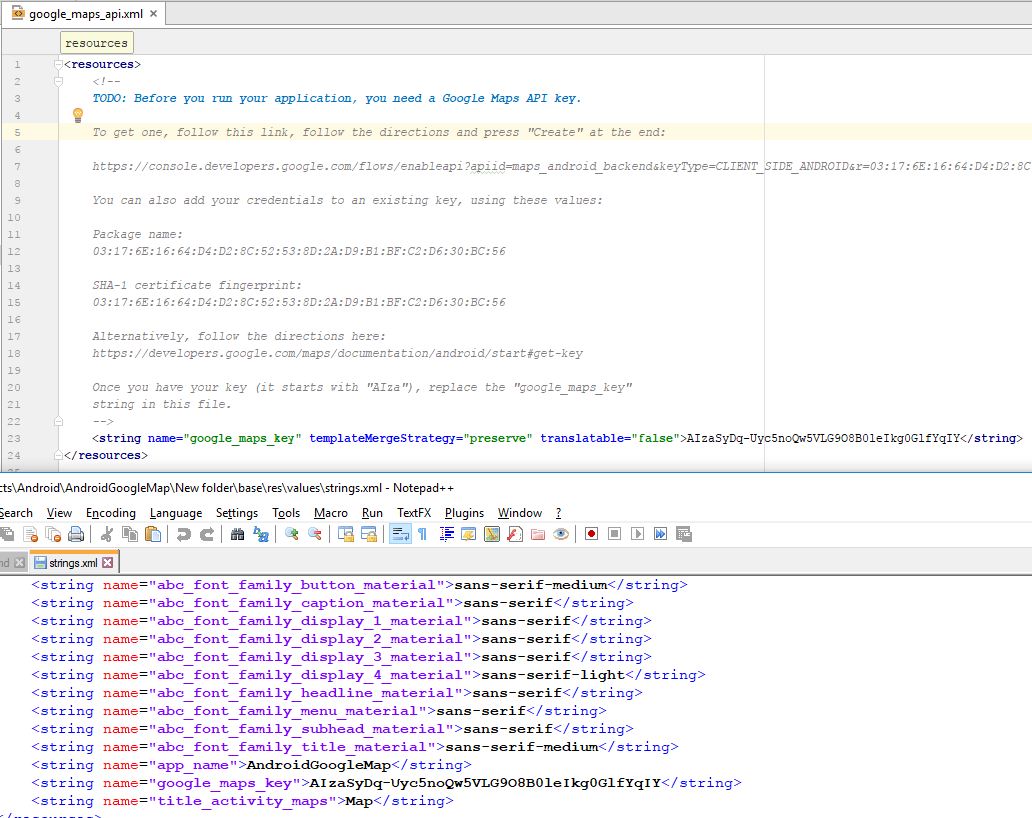 google_maps_api.xml
resources
1 <resources>
2 <!--
3 TODO: Before you run your application, you need a Google Maps API key.
4
5 To get one, follow this link, follow the directions and press "Create" at the end:
6
7 https://console.developers.google.com/flows/enableapi?apiid=maps_android_backend&keyType=CLIENT_SIDE_ANDROID&r=03:17:6E:16:64:D4:D2:8C
8
9 You can also add your credentials to an existing key, using these values:
10
11 Package name:
12 03:17:6E:16:64:D4:D2:8C:52:53:8D:2A:D9:B1:BF:C2:D6:30:BC:56
13
14 SHA-1 certificate fingerprint:
15 03:17:6E:16:64:D4:D2:8C:52:53:8D:2A:D9:B1:BF:C2:D6:30:BC:56
16
17 Alternatively, follow the directions here:
18 https://developers.google.com/maps/documentation/android/start#get-key
19
20 Once you have your key (it starts with "AIza"), replace the "google_maps_key"
21 string in this file.
22 -->
23 <string name="google_maps_key" templateMergeStrategy="preserve" translatable="false">AIzaSyDq-Uyc5noQw5VLG9O8B0leIkg0GlfYqIY</string>
24 </resources>
cts\Android\AndroidGoogleMap\New folder\base\res\values\strings.xml - Notepad++
Search View Encoding Language Settings Tools Macro Run TextFX Plugins Window ?
nd strings.xml
<string name="abc_font_family_button_material">sans-serif-medium</string>
<string name="abc_font_family_caption_material">sans-serif</string>
<string name="abc_font_family_display_1_material">sans-serif</string>
<string name="abc_font_family_display_2_material">sans-serif</string>
<string name="abc_font_family_display_3_material">sans-serif</string>
<string name="abc_font_family_display_4_material">sans-serif-light</string>
<string name="abc_font_family_headline_material">sans-serif</string>
<string name="abc_font_family_menu_material">sans-serif</string>
<string name="abc_font_family_subhead_material">sans-serif</string>
<string name="abc_font_family_title_material">sans-serif-medium</string>
<string name="app_name">AndroidGoogleMap</string>
<string name="google_maps_key">AIzaSyDq-Uyc5noQw5VLG9O8B0leIkg0GlfYqIY</string>
<string name="title_activity_maps">Map</string>
</resources>